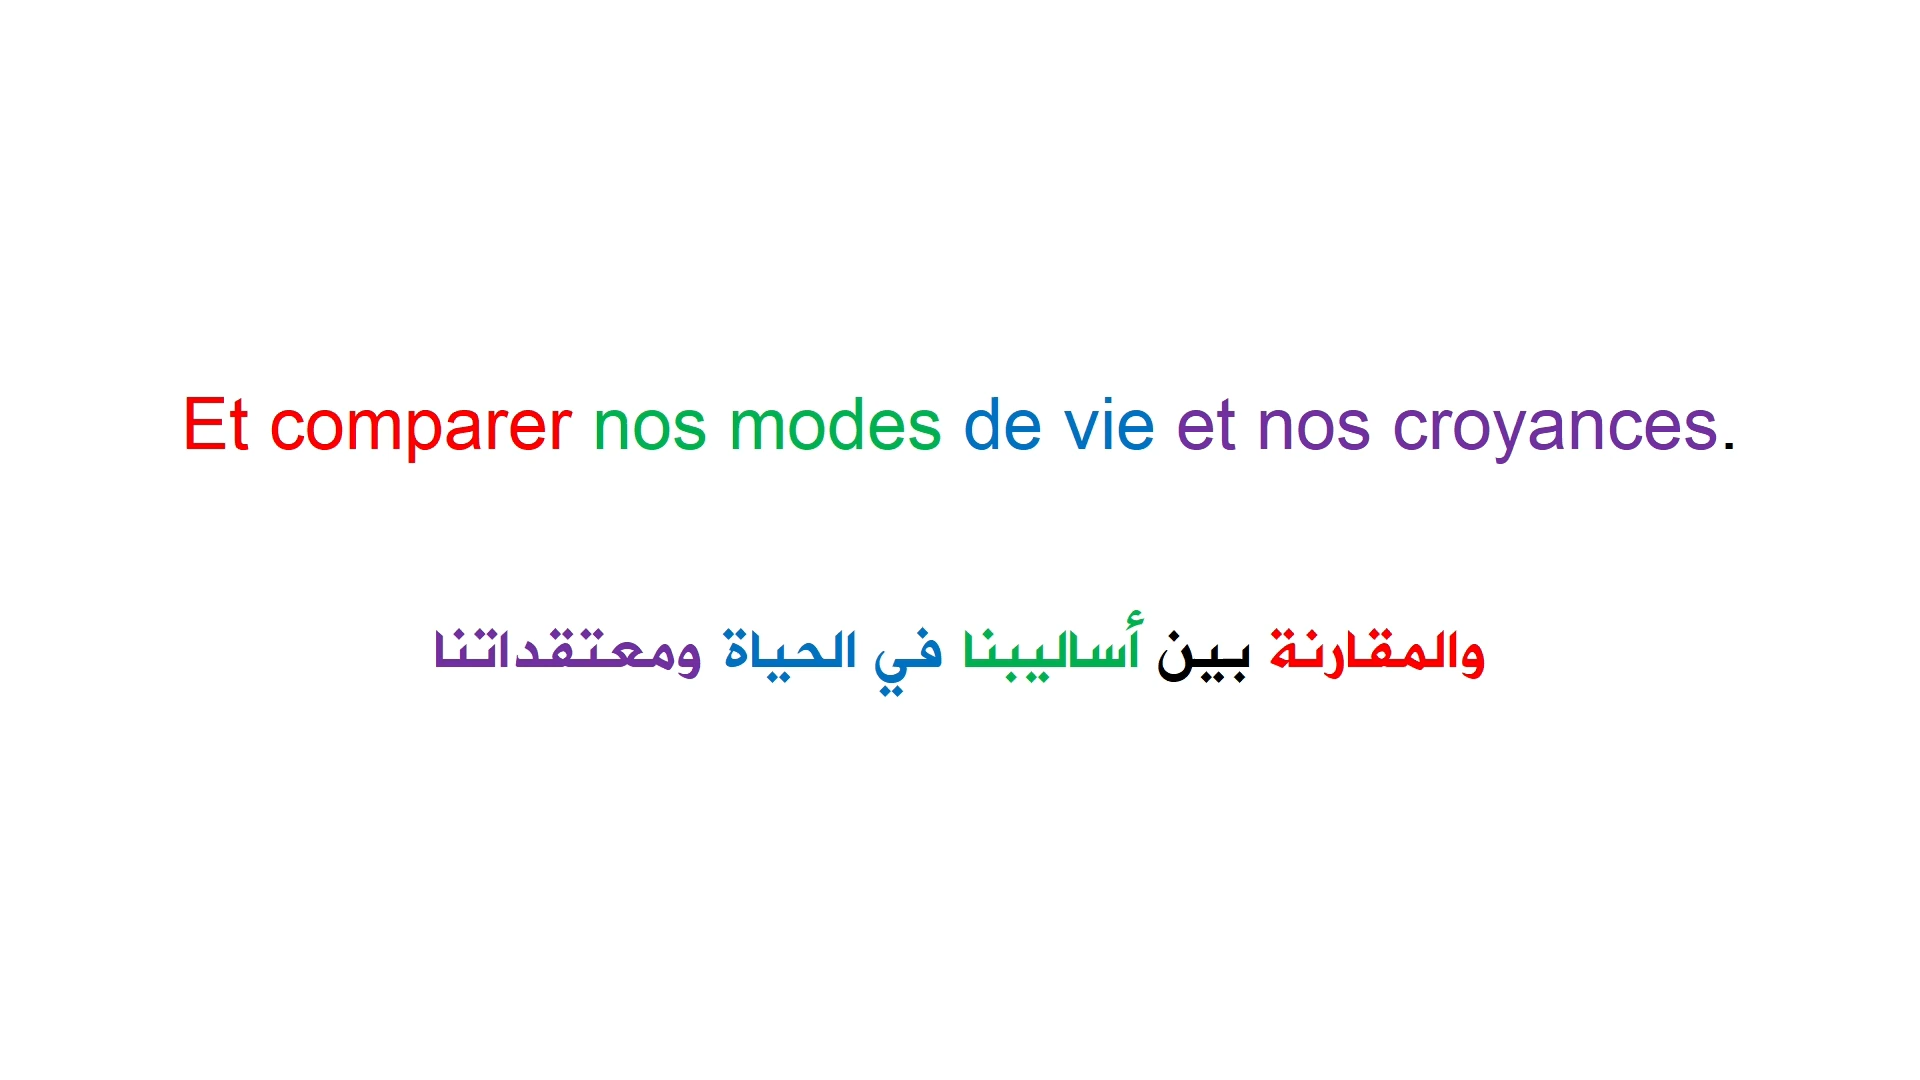 Et comparer nos modes de vie et nos croyances.
والمقارنة بين أساليبنا في الحياة ومعتقداتنا